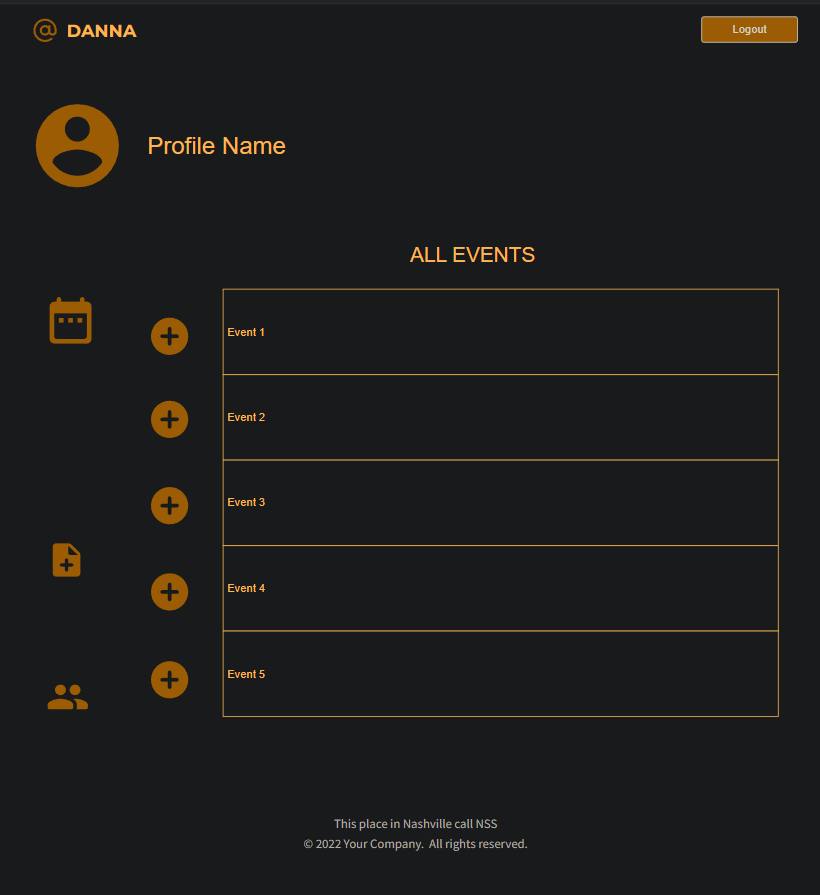 @ DANNA
Logout
Profile Name
ALL EVENTS
Event 1
Event 2
Event 3
Event 4
Event 5
This place in Nashville call NSS
© 2022 Your Company.  All rights reserved.